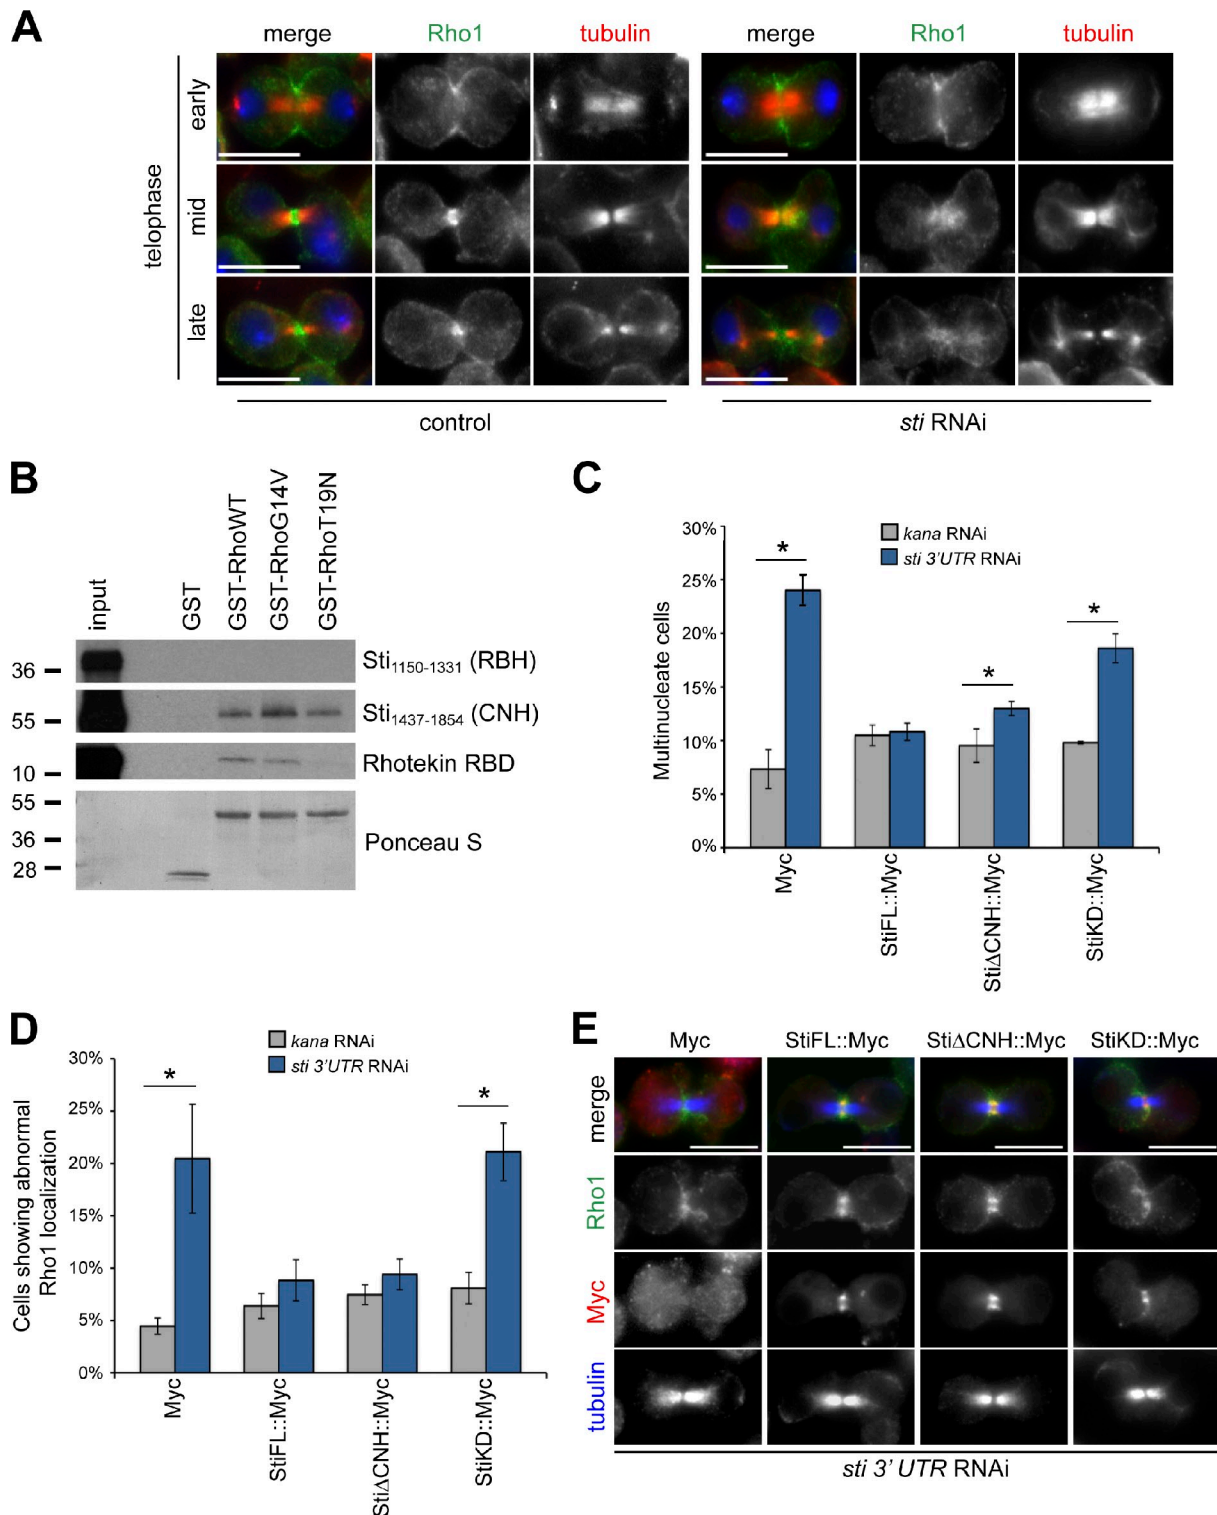 A
merge Rho1 tubulin merge Rho1 tubulin
telophase
early
mid
late
control
sti RNAi
B
input
GST
GST-RhoWT
GST-RhoG14V
GST-RhoT19N
36
Sti1150-1331 (RBH)
55
Sti1437-1854 (CNH)
10
Rhotekin RBD
55
36
28
Ponceau S
C
kana RNAi
sti 3'UTR RNAi
Multinucleate cells
30%
25%
20%
15%
10%
5%
0%
*
*
*
Myc
StiFL::Myc
StiΔCNH::Myc
StiKD::Myc
D
kana RNAi
sti 3'UTR RNAi
Cells showing abnormal
Rho1 localization
30%
25%
20%
15%
10%
5%
0%
*
*
Myc
StiFL::Myc
StiΔCNH::Myc
StiKD::Myc
E
Myc StiFL::Myc StiΔCNH::Myc StiKD::Myc
merge
Rho1
Myc
tubulin
sti 3' UTR RNAi